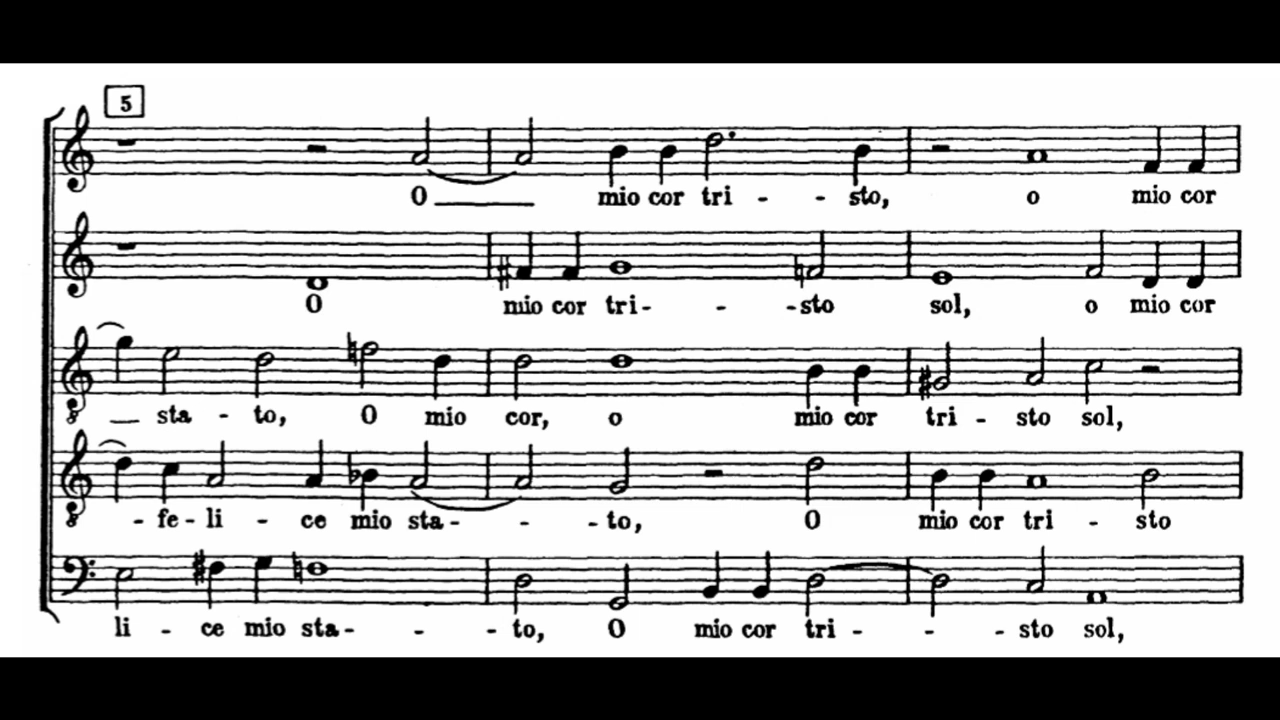 5
O mio cor tri - - sto, o mio cor
O mio cor tri - - - sto sol, o mio cor
sta - to, O mio cor, o mio cor tri - sto sol,
8
- fe - li - ce mio sta - - - to, O mio cor tri - sto
8
li - ce mio sta - - - to, O mio cor tri - - - sto sol,